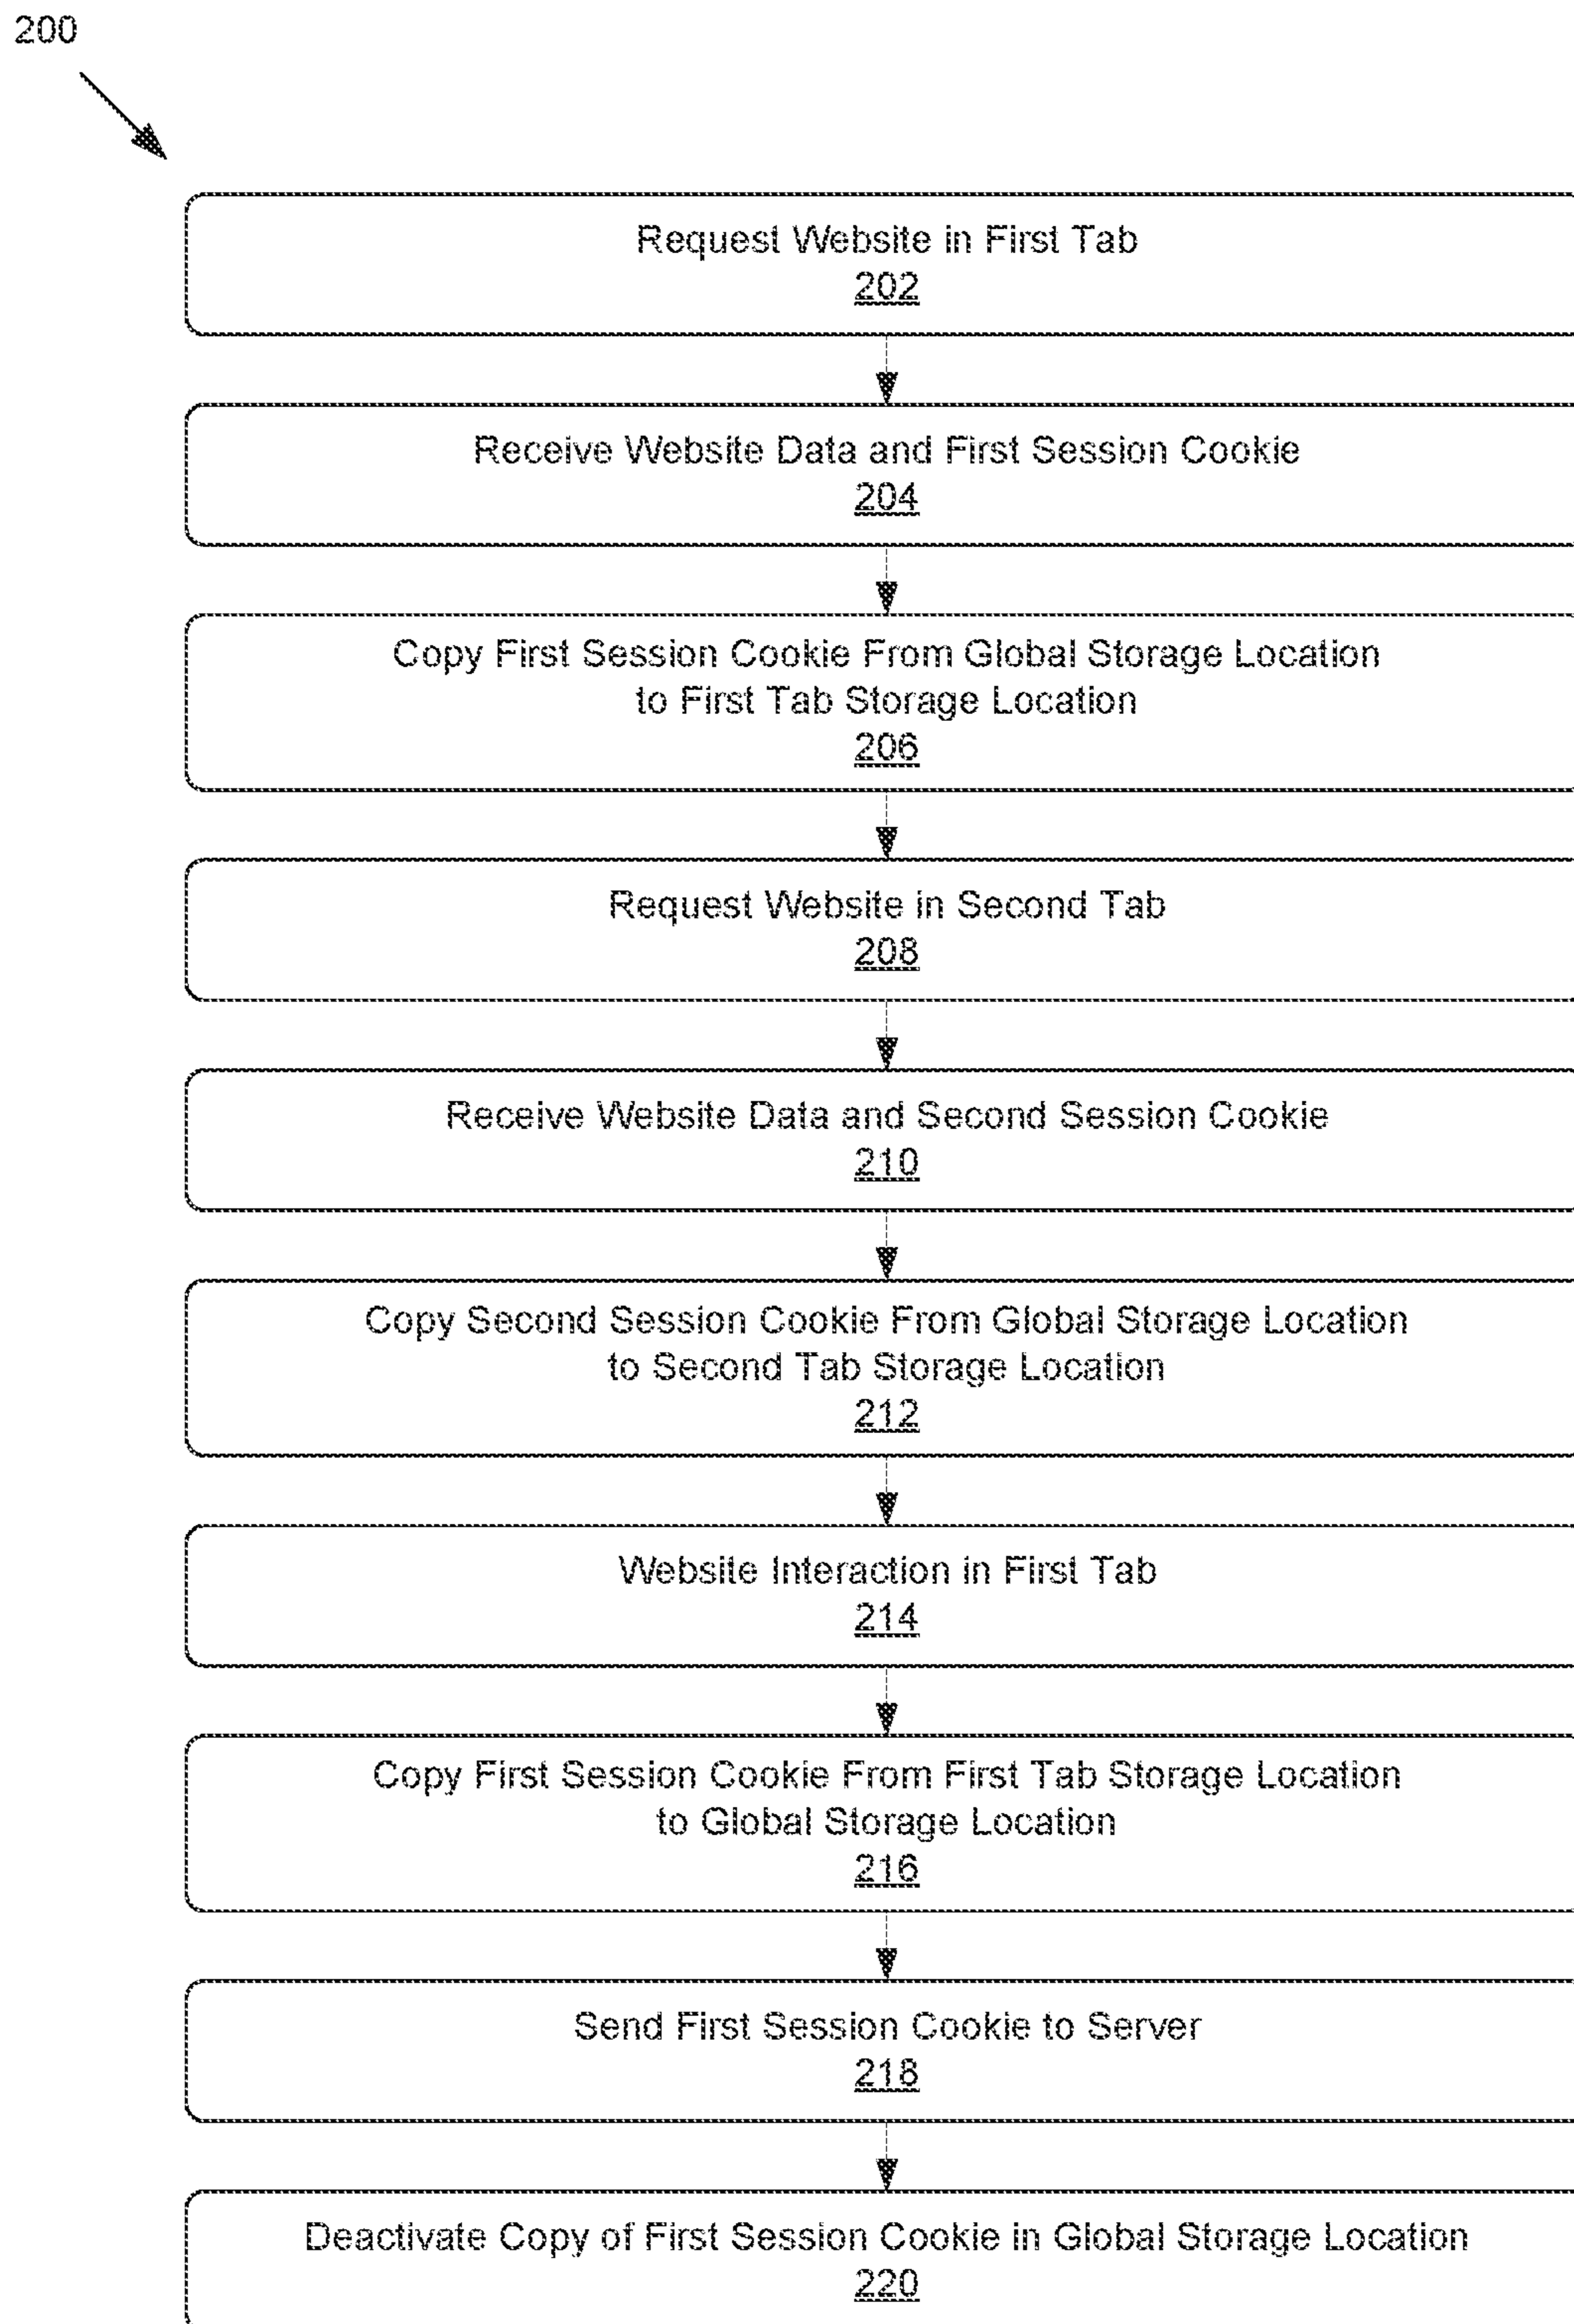 200
Request Website in First Tab
202
Receive Website Data and First Session Cookie
204
Copy First Session Cookie From Global Storage Location
to First Tab Storage Location
206
Request Website in Second Tab
208
Receive Website Data and Second Session Cookie
210
Copy Second Session Cookie From Global Storage Location
to Second Tab Storage Location
212
Website Interaction in First Tab
214
Copy First Session Cookie From First Tab Storage Location
to Global Storage Location
216
Send First Session Cookie to Server
218
Deactivate Copy of First Session Cookie in Global Storage Location
220